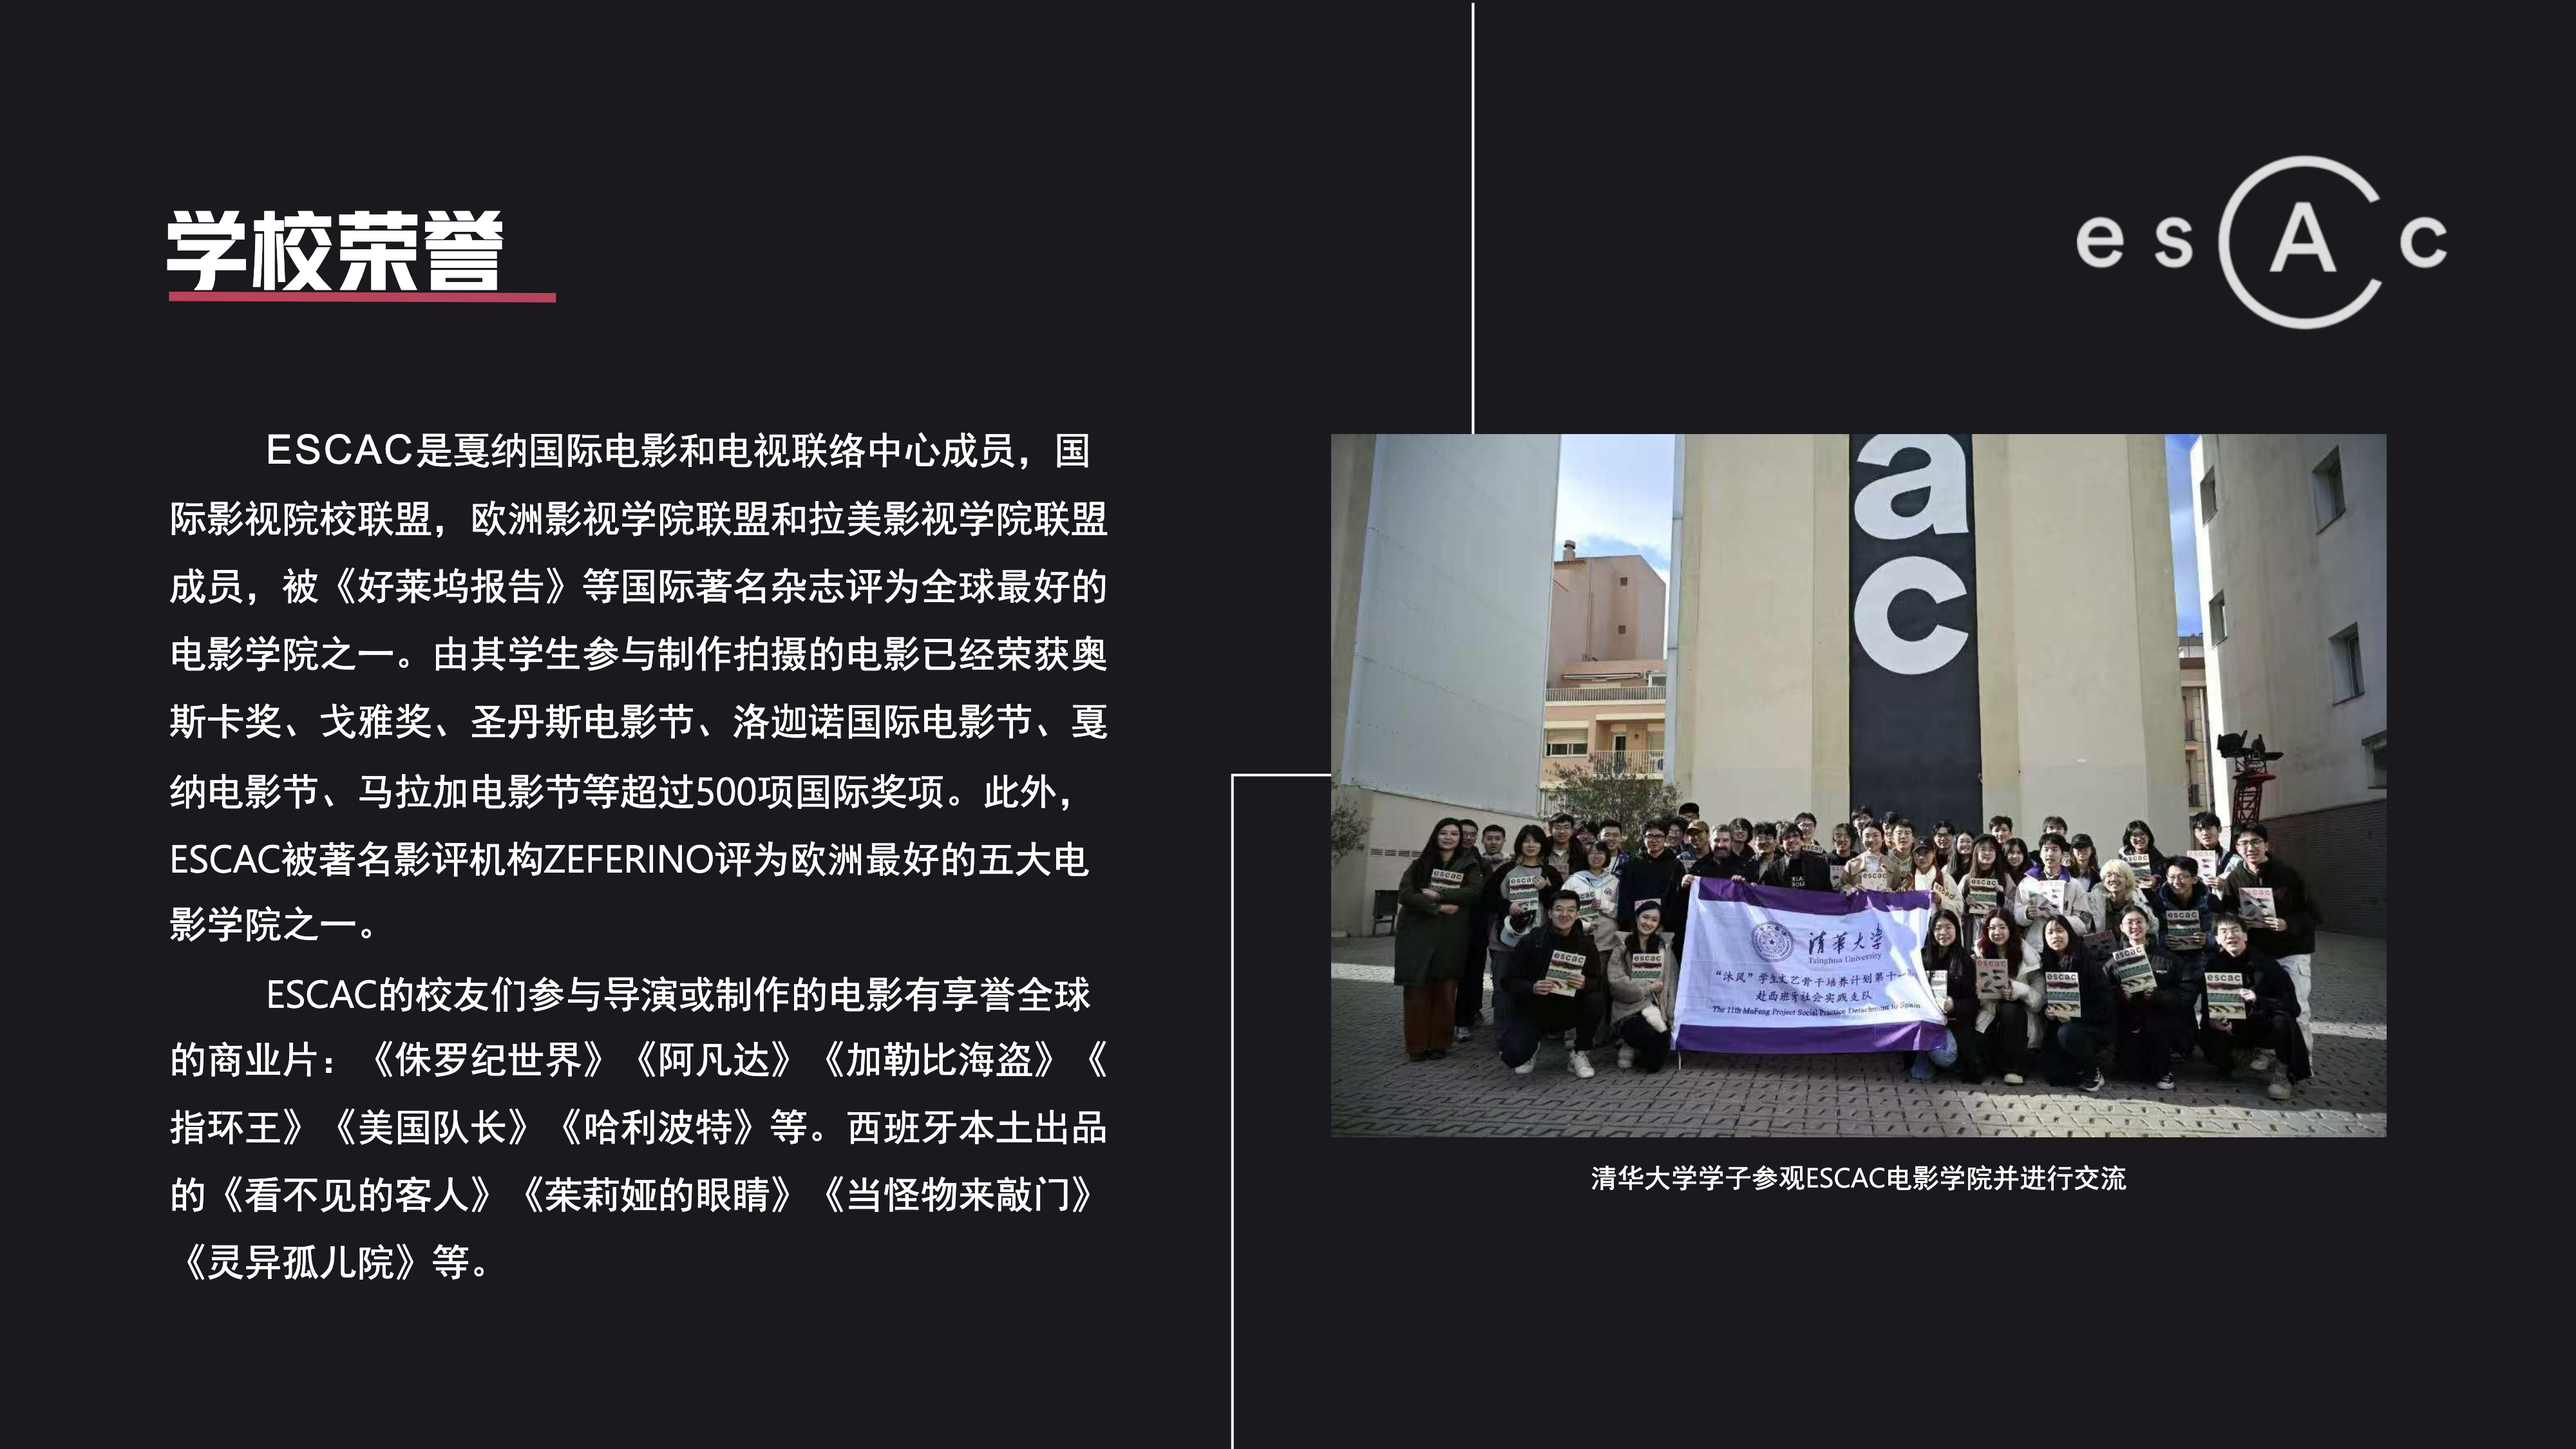 学校荣誉
escAc
ESCAC是戛纳国际电影和电视联络中心成员，国
际影视院校联盟，欧洲影视学院联盟和拉美影视学院联盟
成员，被《好莱坞报告》等国际著名杂志评为全球最好的
电影学院之一。由其学生参与制作拍摄的电影已经荣获奥
斯卡奖、戈雅奖、圣丹斯电影节、洛迦诺国际电影节、戛
纳电影节、马拉加电影节等超过500项国际奖项。此外，
ESCAC被著名影评机构ZEFERINO评为欧洲最好的五大电
影学院之一。
ESCAC的校友们参与导演或制作的电影有享誉全球
的商业片：《侏罗纪世界》《阿凡达》《加勒比海盗》《
指环王》《美国队长》《哈利波特》等。西班牙本土出品
的《看不见的客人》《茱莉娅的眼睛》《当怪物来敲门》
《灵异孤儿院》等。
ac
清华大学
Tsinghua University
“沐风”学生文艺骨干培养计划第十一
赴西班牙社会实践支队
The 11th MuFeng Project Social Practice Detachment to Spain
escac
escac
escac
escac
escac
escac
escac
escac
escac
清华大学学子参观ESCAC电影学院并进行交流